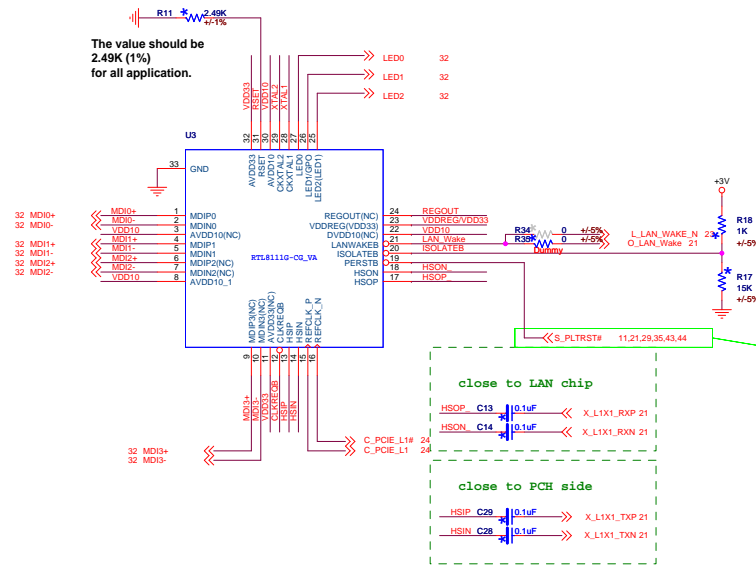 R11 * 2.49K
+/-1%
The value should be
2.49K (1%)
for all application.
LED0 32
LED1 32
LED2 32
VDD33
RSET
VDD10
XTAL2
XTAL1
32
31
30
29
28
27
26
25
U3
AVDD33
RSET
AVDD10
CKXTAL2
CKXTAL1
LED0
LED1/GPO
LED2(LED1)
33 GND
32 MDI0+ MDI0+ 1 MDIP0
32 MDI0- MDI0- 2 MDIN0
VDD10 3 AVDD10(NC)
32 MDI1+ MDI1+ 4 MDIP1
32 MDI1- MDI1- 5 MDIN1
32 MDI2+ MDI2+ 6 MDIP2(NC)
32 MDI2- MDI2- 7 MDIN2(NC)
VDD10 8 AVDD10_1
RTL8111G-CG_VA
REGOUT(NC) 24 REGOUT
VDDREG(VDD33) 23 VDDREG/VDD33
DVDD10(NC) 22 VDD10
LANWAKEB 21 LAN_Wake
ISOLATEB 20 ISOLATEB
PERSTB 19
HSON 18 HSON_
HSOP 17 HSOP_
R34 * 0 +/-5% L_LAN_WAKE_N 23
R35 * 0 +/-5% O_LAN_Wake 21
Dummy
+3V
* R18
1K
+/-5%
* R17
15K
+/-5%
MDIP3(NC)
MDIN3(NC)
AVDD33(NC)
CLKREQB
HSIP
HSIN
REFCLK_P
REFCLK_N
9
10
11
12
13
14
15
16
MDI3+
MDI3-
VDD33
CLKREQB
HSIP
HSIN
32 MDI3+
32 MDI3-
C_PCIE_L1# 24
C_PCIE_L1 24
S_PLTRST# 11,21,29,35,43,44
close to LAN chip
HSOP_ C13 * 0.1uF X_L1X1_RXP 21
HSON_ C14 * 0.1uF X_L1X1_RXN 21
close to PCH side
HSIP C29 * 0.1uF X_L1X1_TXP 21
HSIN C28 * 0.1uF X_L1X1_TXN 21